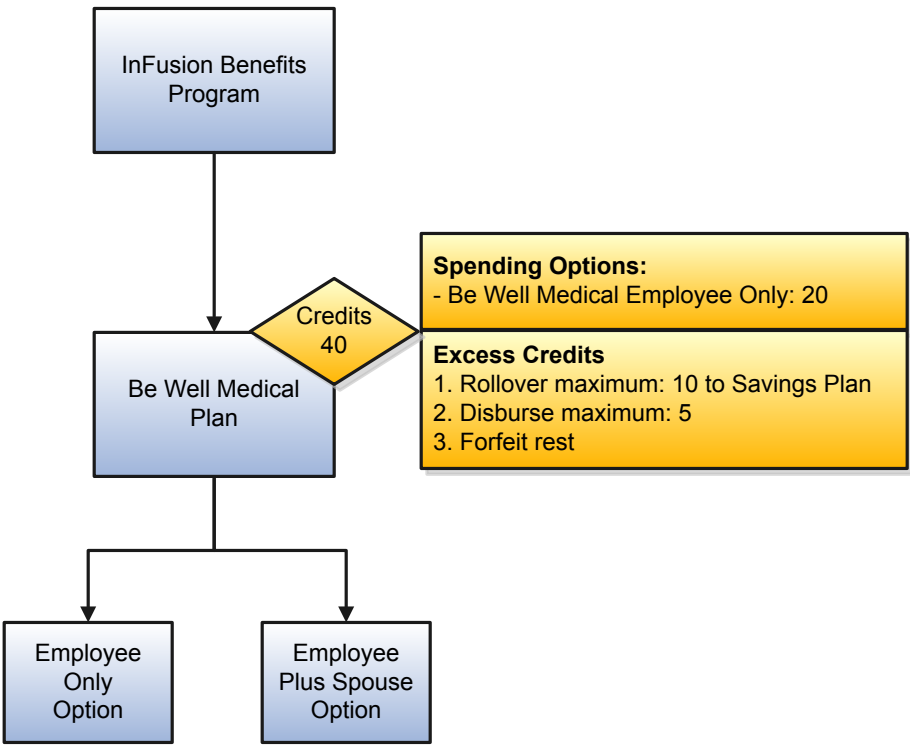 InFusion Benefits
Program
Credits
40
Spending Options:
- Be Well Medical Employee Only: 20
Excess Credits
1. Rollover maximum: 10 to Savings Plan
2. Disburse maximum: 5
3. Forfeit rest
Be Well Medical
Plan
Employee
Only
Option
Employee
Plus Spouse
Option